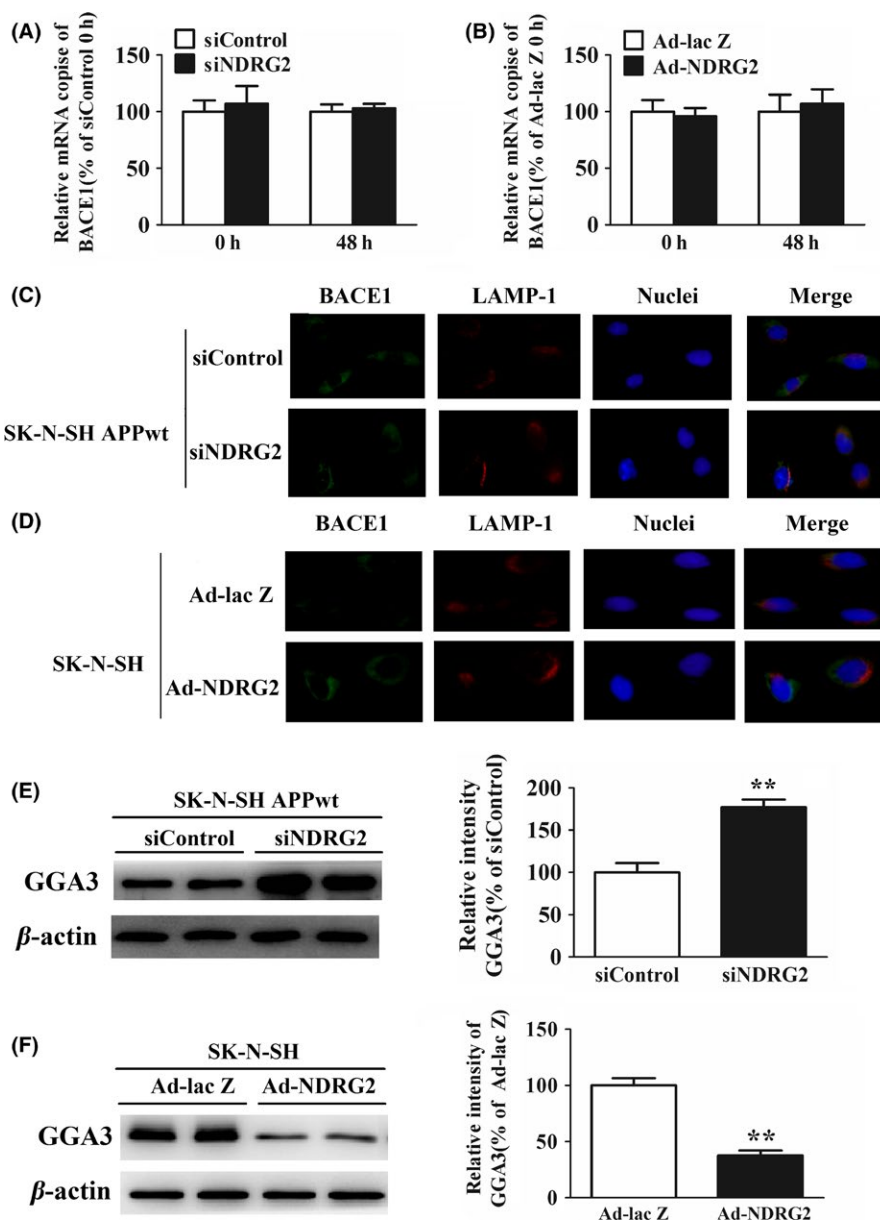 (A)
siControl
siNDRG2
Relative mRNA copise of
BACE1(% of siControl 0 h)
150
100
50
0
0 h
48 h
(B)
Ad-lac Z
Ad-NDRG2
Relative mRNA copise of
BACE1(% of Ad-lac Z 0 h)
150
100
50
0
0 h
48 h
(C)
BACE1 LAMP-1 Nuclei Merge
SK-N-SH APPwt
siControl
siNDRG2
(D)
BACE1 LAMP-1 Nuclei Merge
SK-N-SH
Ad-lac Z
Ad-NDRG2
(E)
SK-N-SH APPwt
siControl siNDRG2
GGA3
β-actin
Relative intensity
GGA3(% of siControl)
200
150
100
50
0
**
siControl siNDRG2
(F)
SK-N-SH
Ad-lac Z Ad-NDRG2
GGA3
β-actin
Relative intensity of
GGA3(% of Ad-lac Z)
150
100
50
0
**
Ad-lac Z Ad-NDRG2